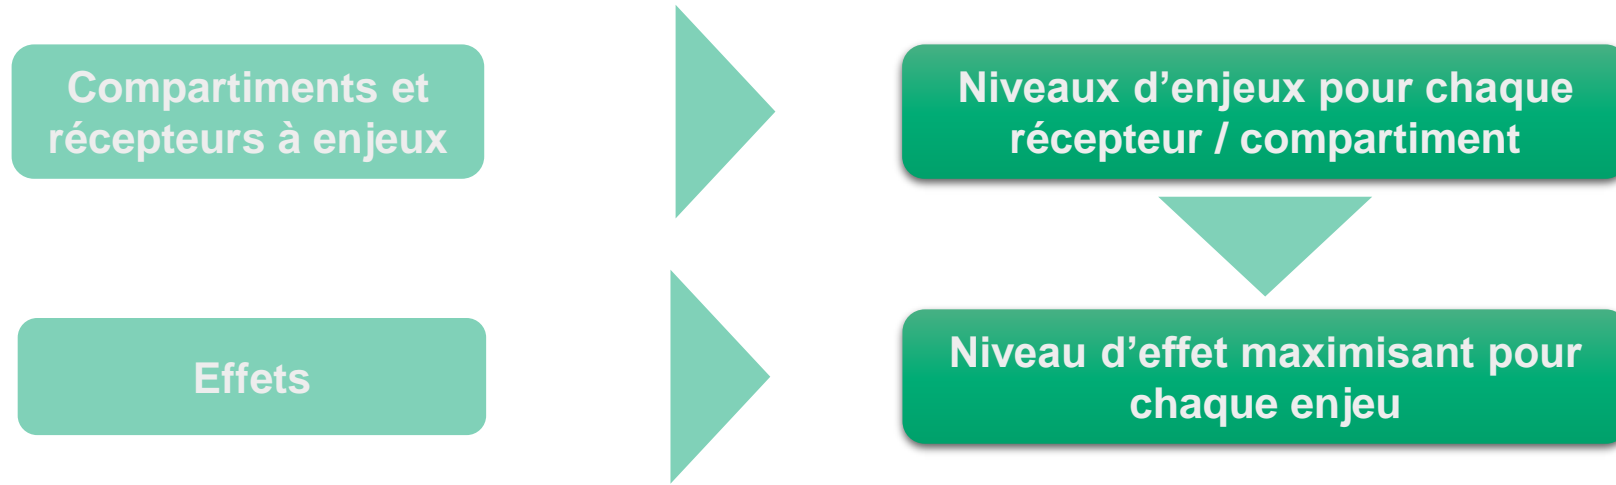 Compartiments et
récepteurs à enjeux
Niveaux d’enjeux pour chaque
récepteur / compartiment
Effets
Niveau d’effet maximisant pour
chaque enjeu